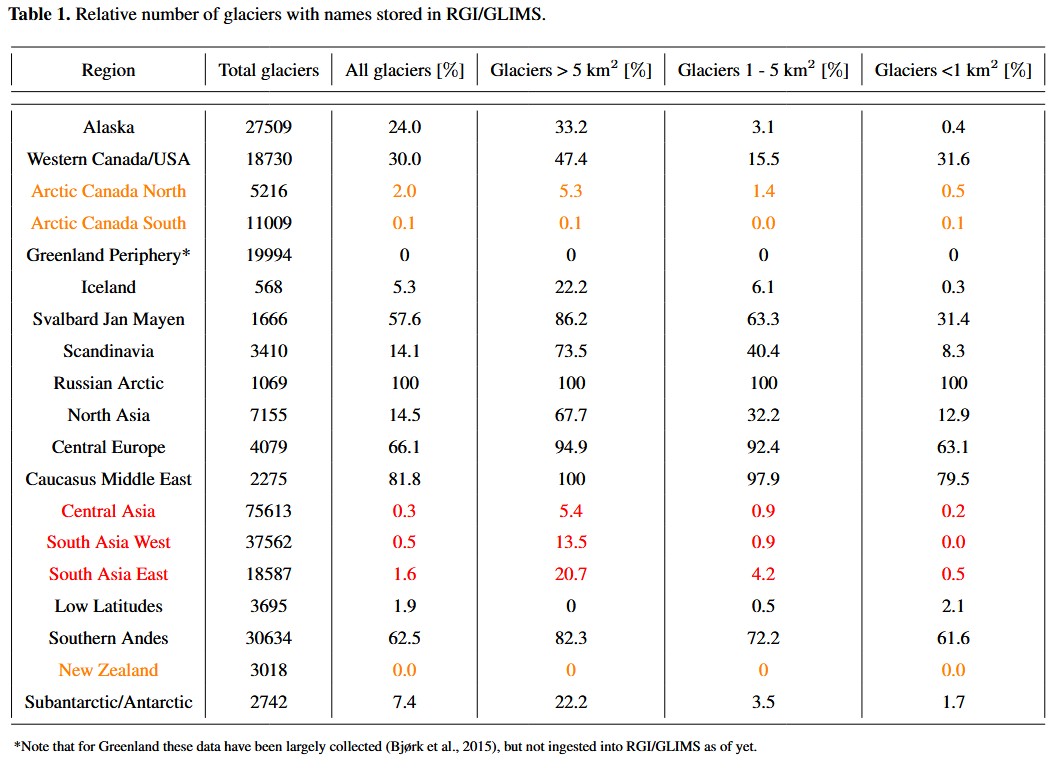 Table 1. Relative number of glaciers with names stored in RGI/GLIMS.
Region Total glaciers All glaciers [%] Glaciers > 5 km² [%] Glaciers 1 - 5 km² [%] Glaciers <1 km² [%]
Alaska 27509 24.0 33.2 3.1 0.4
Western Canada/USA 18730 30.0 47.4 15.5 31.6
Arctic Canada North 5216 2.0 5.3 1.4 0.5
Arctic Canada South 11009 0.1 0.1 0.0 0.1
Greenland Periphery* 19994 0 0 0 0
Iceland 568 5.3 22.2 6.1 0.3
Svalbard Jan Mayen 1666 57.6 86.2 63.3 31.4
Scandinavia 3410 14.1 73.5 40.4 8.3
Russian Arctic 1069 100 100 100 100
North Asia 7155 14.5 67.7 32.2 12.9
Central Europe 4079 66.1 94.9 92.4 63.1
Caucasus Middle East 2275 81.8 100 97.9 79.5
Central Asia 75613 0.3 5.4 0.9 0.2
South Asia West 37562 0.5 13.5 0.9 0.0
South Asia East 18587 1.6 20.7 4.2 0.5
Low Latitudes 3695 1.9 0 0.5 2.1
Southern Andes 30634 62.5 82.3 72.2 61.6
New Zealand 3018 0.0 0 0 0.0
Subantarctic/Antarctic 2742 7.4 22.2 3.5 1.7
*Note that for Greenland these data have been largely collected (Bjørk et al., 2015), but not ingested into RGI/GLIMS as of yet.